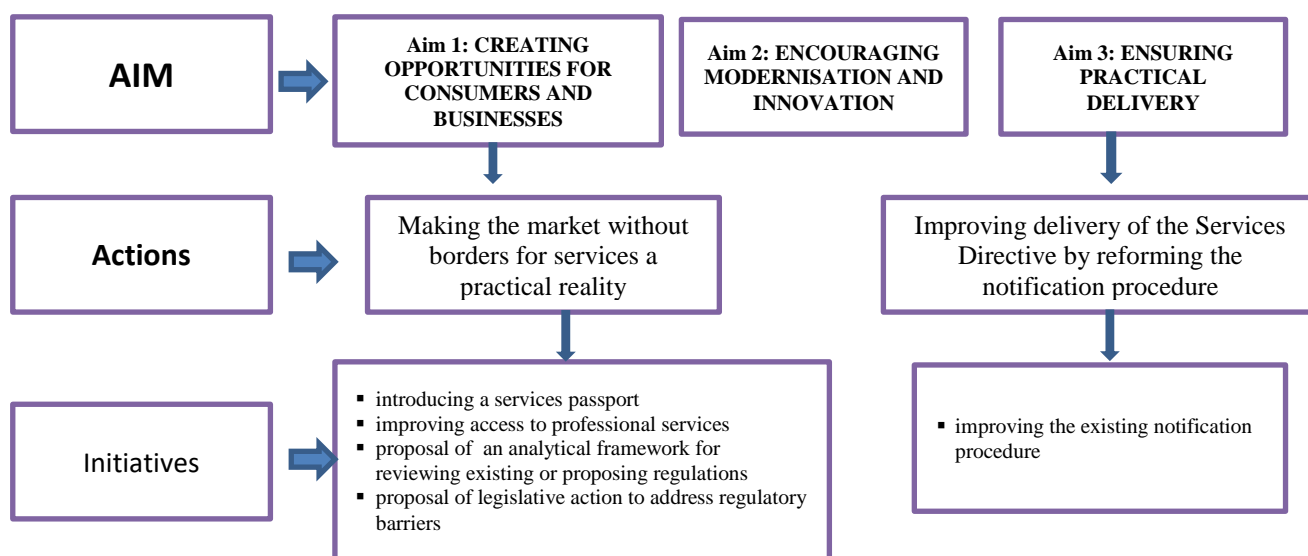 AIM
Aim 1: CREATING
OPPORTUNITIES FOR
CONSUMERS AND
BUSINESSES
Aim 2: ENCOURAGING
MODERNISATION AND
INNOVATION
Aim 3: ENSURING
PRACTICAL
DELIVERY
Actions
Making the market without
borders for services a
practical reality
Improving delivery of the Services
Directive by reforming the
notification procedure
Initiatives
▪ introducing a services passport
▪ improving access to professional services
▪ proposal of an analytical framework for
reviewing existing or proposing regulations
▪ proposal of legislative action to address regulatory
barriers
▪ improving the existing notification
procedure